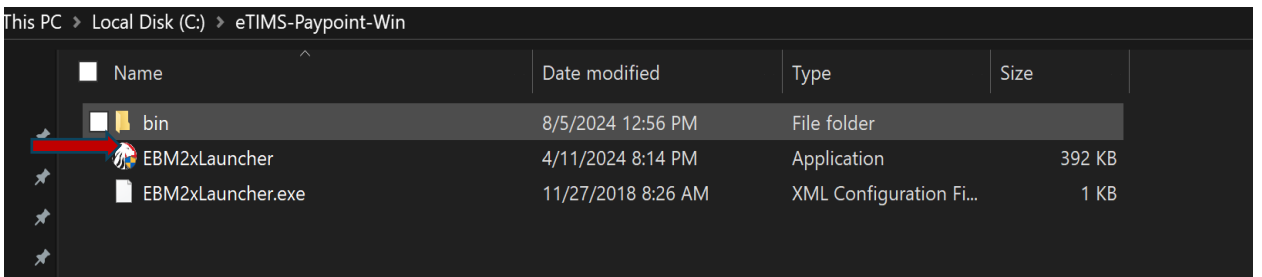 This PC > Local Disk (C:) > eTIMS-Paypoint-Win
Name Date modified Type Size
bin 8/5/2024 12:56 PM File folder
EBM2xLauncher 4/11/2024 8:14 PM Application 392 KB
EBM2xLauncher.exe 11/27/2018 8:26 AM XML Configuration Fi... 1 KB